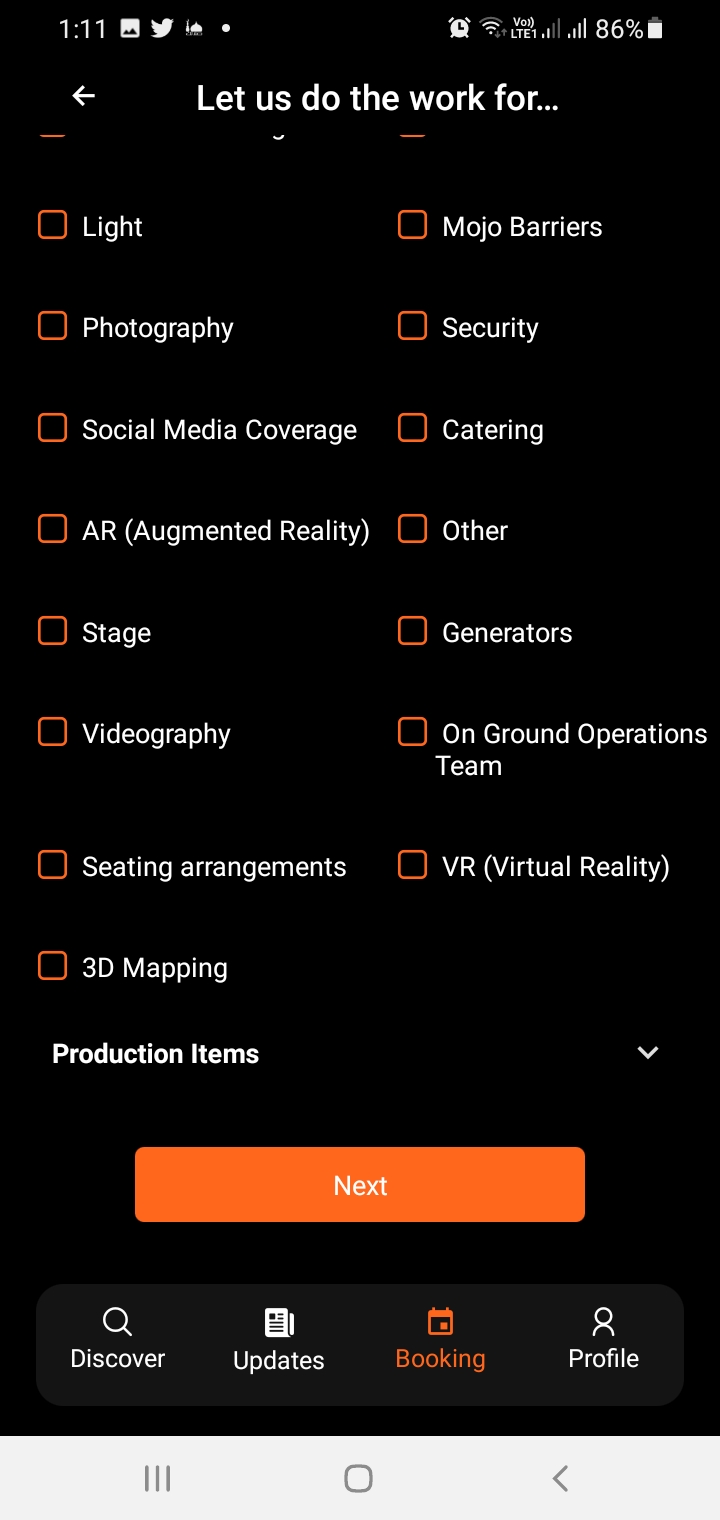 1:11
Vo))
LTE1
86%
Let us do the work for...
Light
Mojo Barriers
Photography
Security
Social Media Coverage
Catering
AR (Augmented Reality)
Other
Stage
Generators
Videography
On Ground Operations
Team
Seating arrangements
VR (Virtual Reality)
3D Mapping
Production Items
Next
Discover
Updates
Booking
Profile